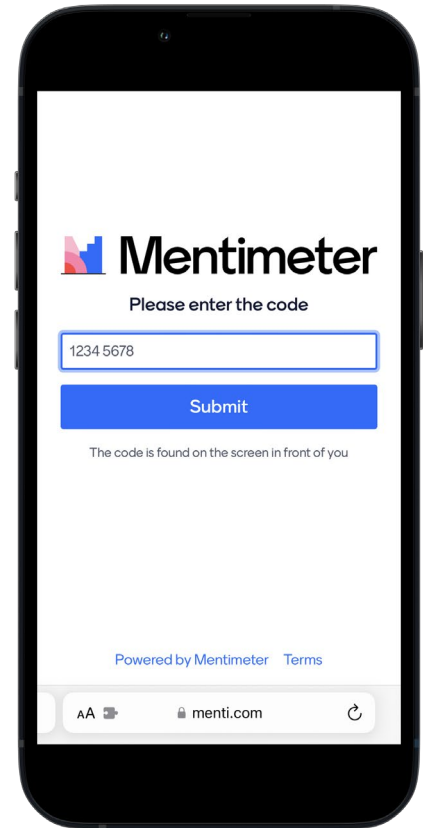 Mentimeter
Please enter the code
1234 5678
Submit
The code is found on the screen in front of you
Powered by Mentimeter Terms
AA menti.com